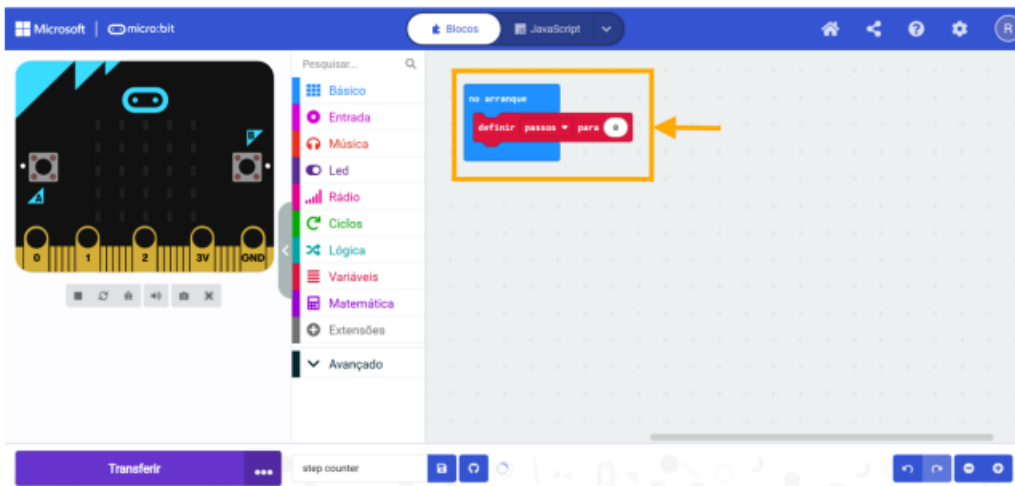 Microsoft | micro:bit
Blocos
JavaScript
R
Pesquisar...
Básico
Entrada
Música
Led
Rádio
Ciclos
Lógica
Variáveis
Matemática
Extensões
Avançado
B
A
0 1 2 3V GND
no arranque
definir passos para 0
Transferir
step counter